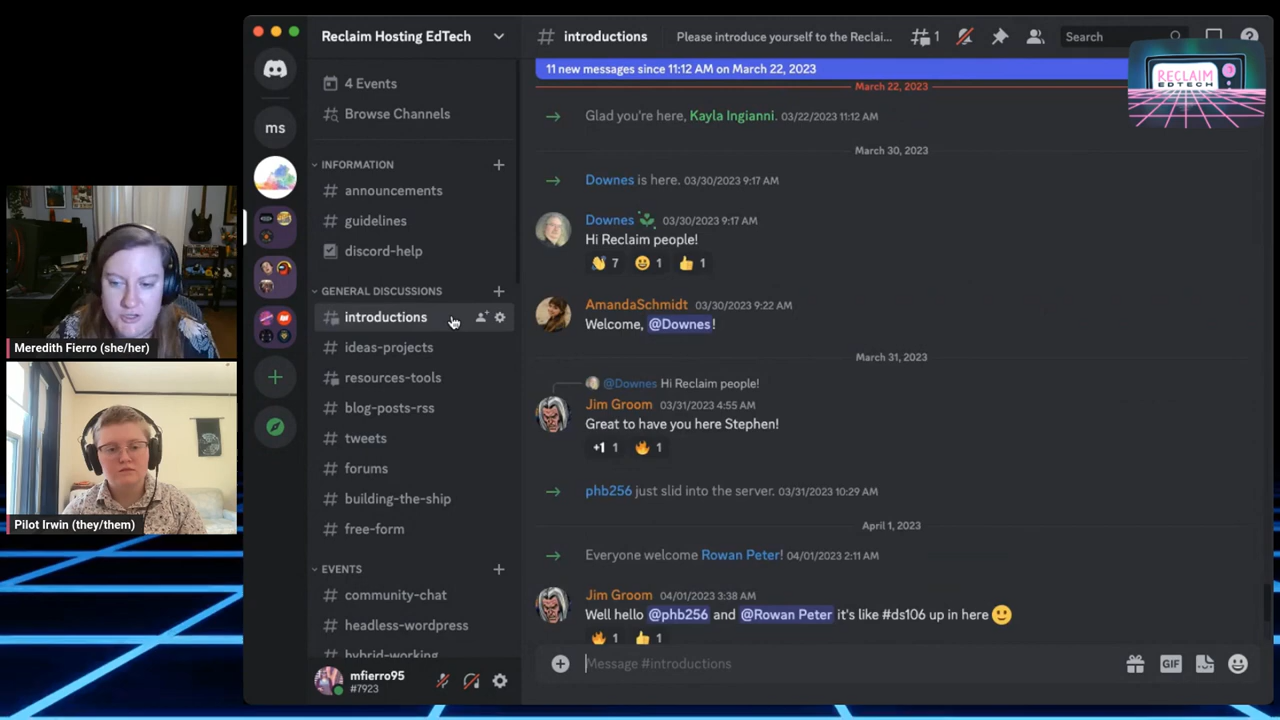 Reclaim Hosting EdTech
4 Events
Browse Channels
INFORMATION
announcements
guidelines
discord-help
GENERAL DISCUSSIONS
introductions
ideas-projects
resources-tools
blog-posts-rss
tweets
forums
building-the-ship
free-form
EVENTS
community-chat
headless-wordpress
hybrid-working
mfierro95
#7923
ms
introductions
Please introduce yourself to the Reclai...
1
Search
RECLAIM
EDTECH
11 new messages since 11:12 AM on March 22, 2023
March 22, 2023
Glad you're here, Kayla Ingianni. 03/22/2023 11:12 AM
March 30, 2023
Downes is here. 03/30/2023 9:17 AM
Downes 03/30/2023 9:17 AM
Hi Reclaim people!
7 1 1
AmandaSchmidt 03/30/2023 9:22 AM
Welcome, @Downes!
March 31, 2023
@Downes Hi Reclaim people!
Jim Groom 03/31/2023 4:55 AM
Great to have you here Stephen!
+1 1 1
phb256 just slid into the server. 03/31/2023 10:29 AM
April 1, 2023
Everyone welcome Rowan Peter! 04/01/2023 2:11 AM
Jim Groom 04/01/2023 3:38 AM
Well hello @phb256 and @Rowan Peter it's like #ds106 up in here
1 1
Message #introductions
GIF
Meredith Fierro (she/her)
Pilot Irwin (they/them)